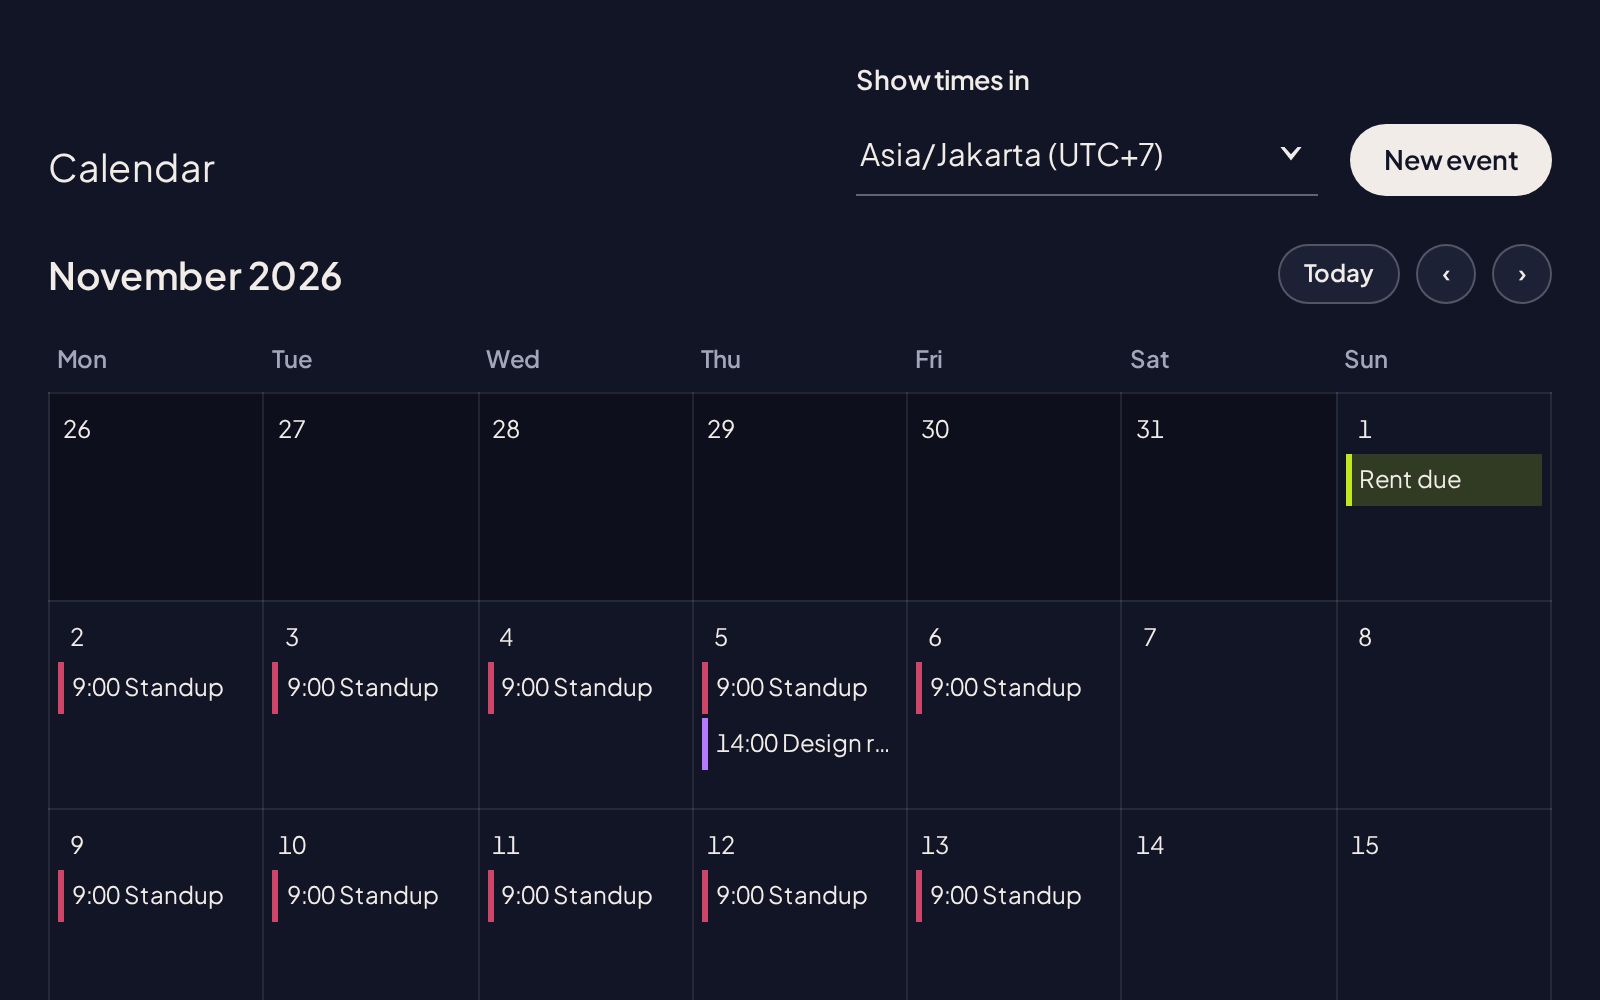 Show times in
Calendar
Asia/Jakarta (UTC+7)
New event
November 2026
Today
‹
›
Mon Tue Wed Thu Fri Sat Sun
26 27 28 29 30 31 1
Rent due
2 3 4 5 6 7 8
9:00 Standup 9:00 Standup 9:00 Standup 9:00 Standup 9:00 Standup
14:00 Design r...
9 10 11 12 13 14 15
9:00 Standup 9:00 Standup 9:00 Standup 9:00 Standup 9:00 Standup